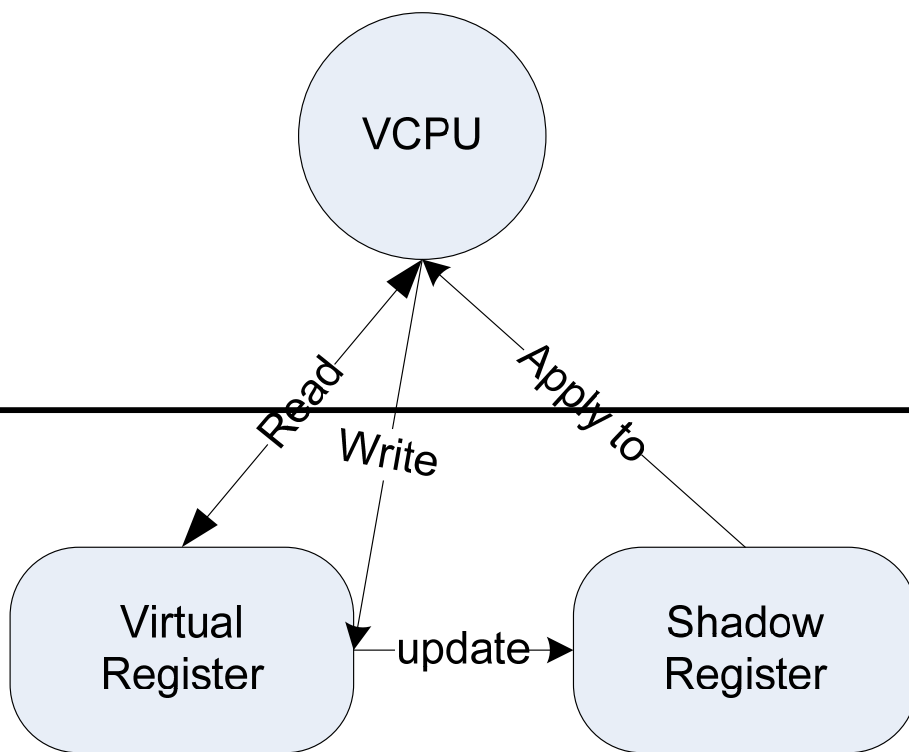 VCPU
Read
Write
Apply to
Virtual
Register
update
Shadow
Register